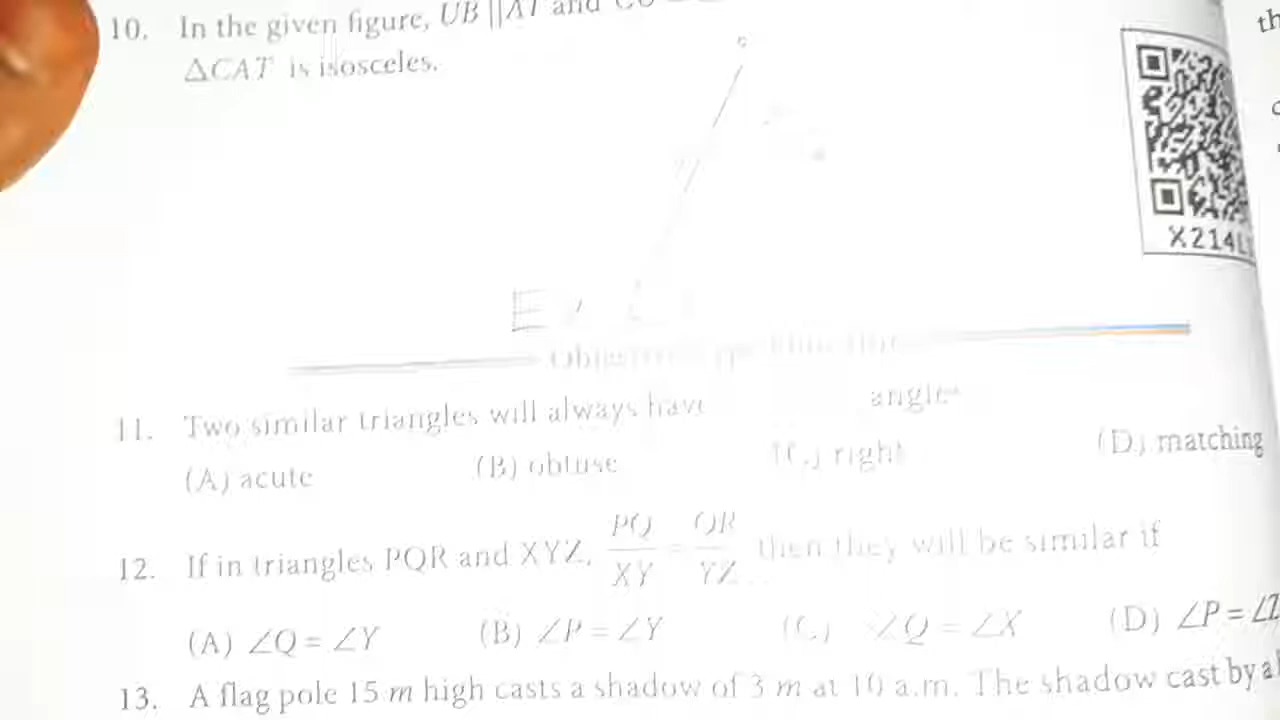 10. In the given figure, UB || AT and
ΔCAT is isosceles.
X214L
11. Two similar triangles will always have angles
(A) acute (B) obtuse (C) right (D) matching
12. If in triangles PQR and XYZ, PQ/XY = QR/YZ then they will be similar if
(A) ∠Q = ∠Y (B) ∠P = ∠Y (C) ∠Q = ∠X (D) ∠P = ∠Z
13. A flag pole 15 m high casts a shadow of 3 m at 10 a.m. The shadow cast by a